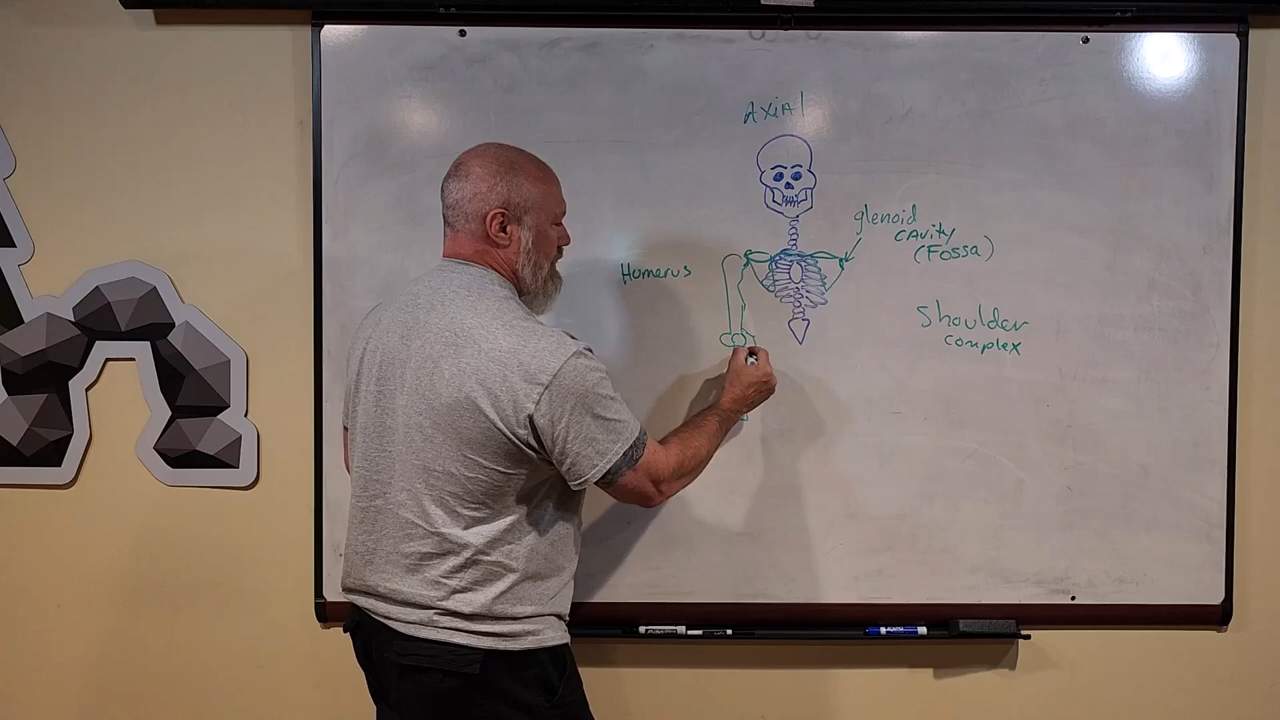 Axial
glenoid
cavity
(Fossa)
Humerus
Shoulder
complex